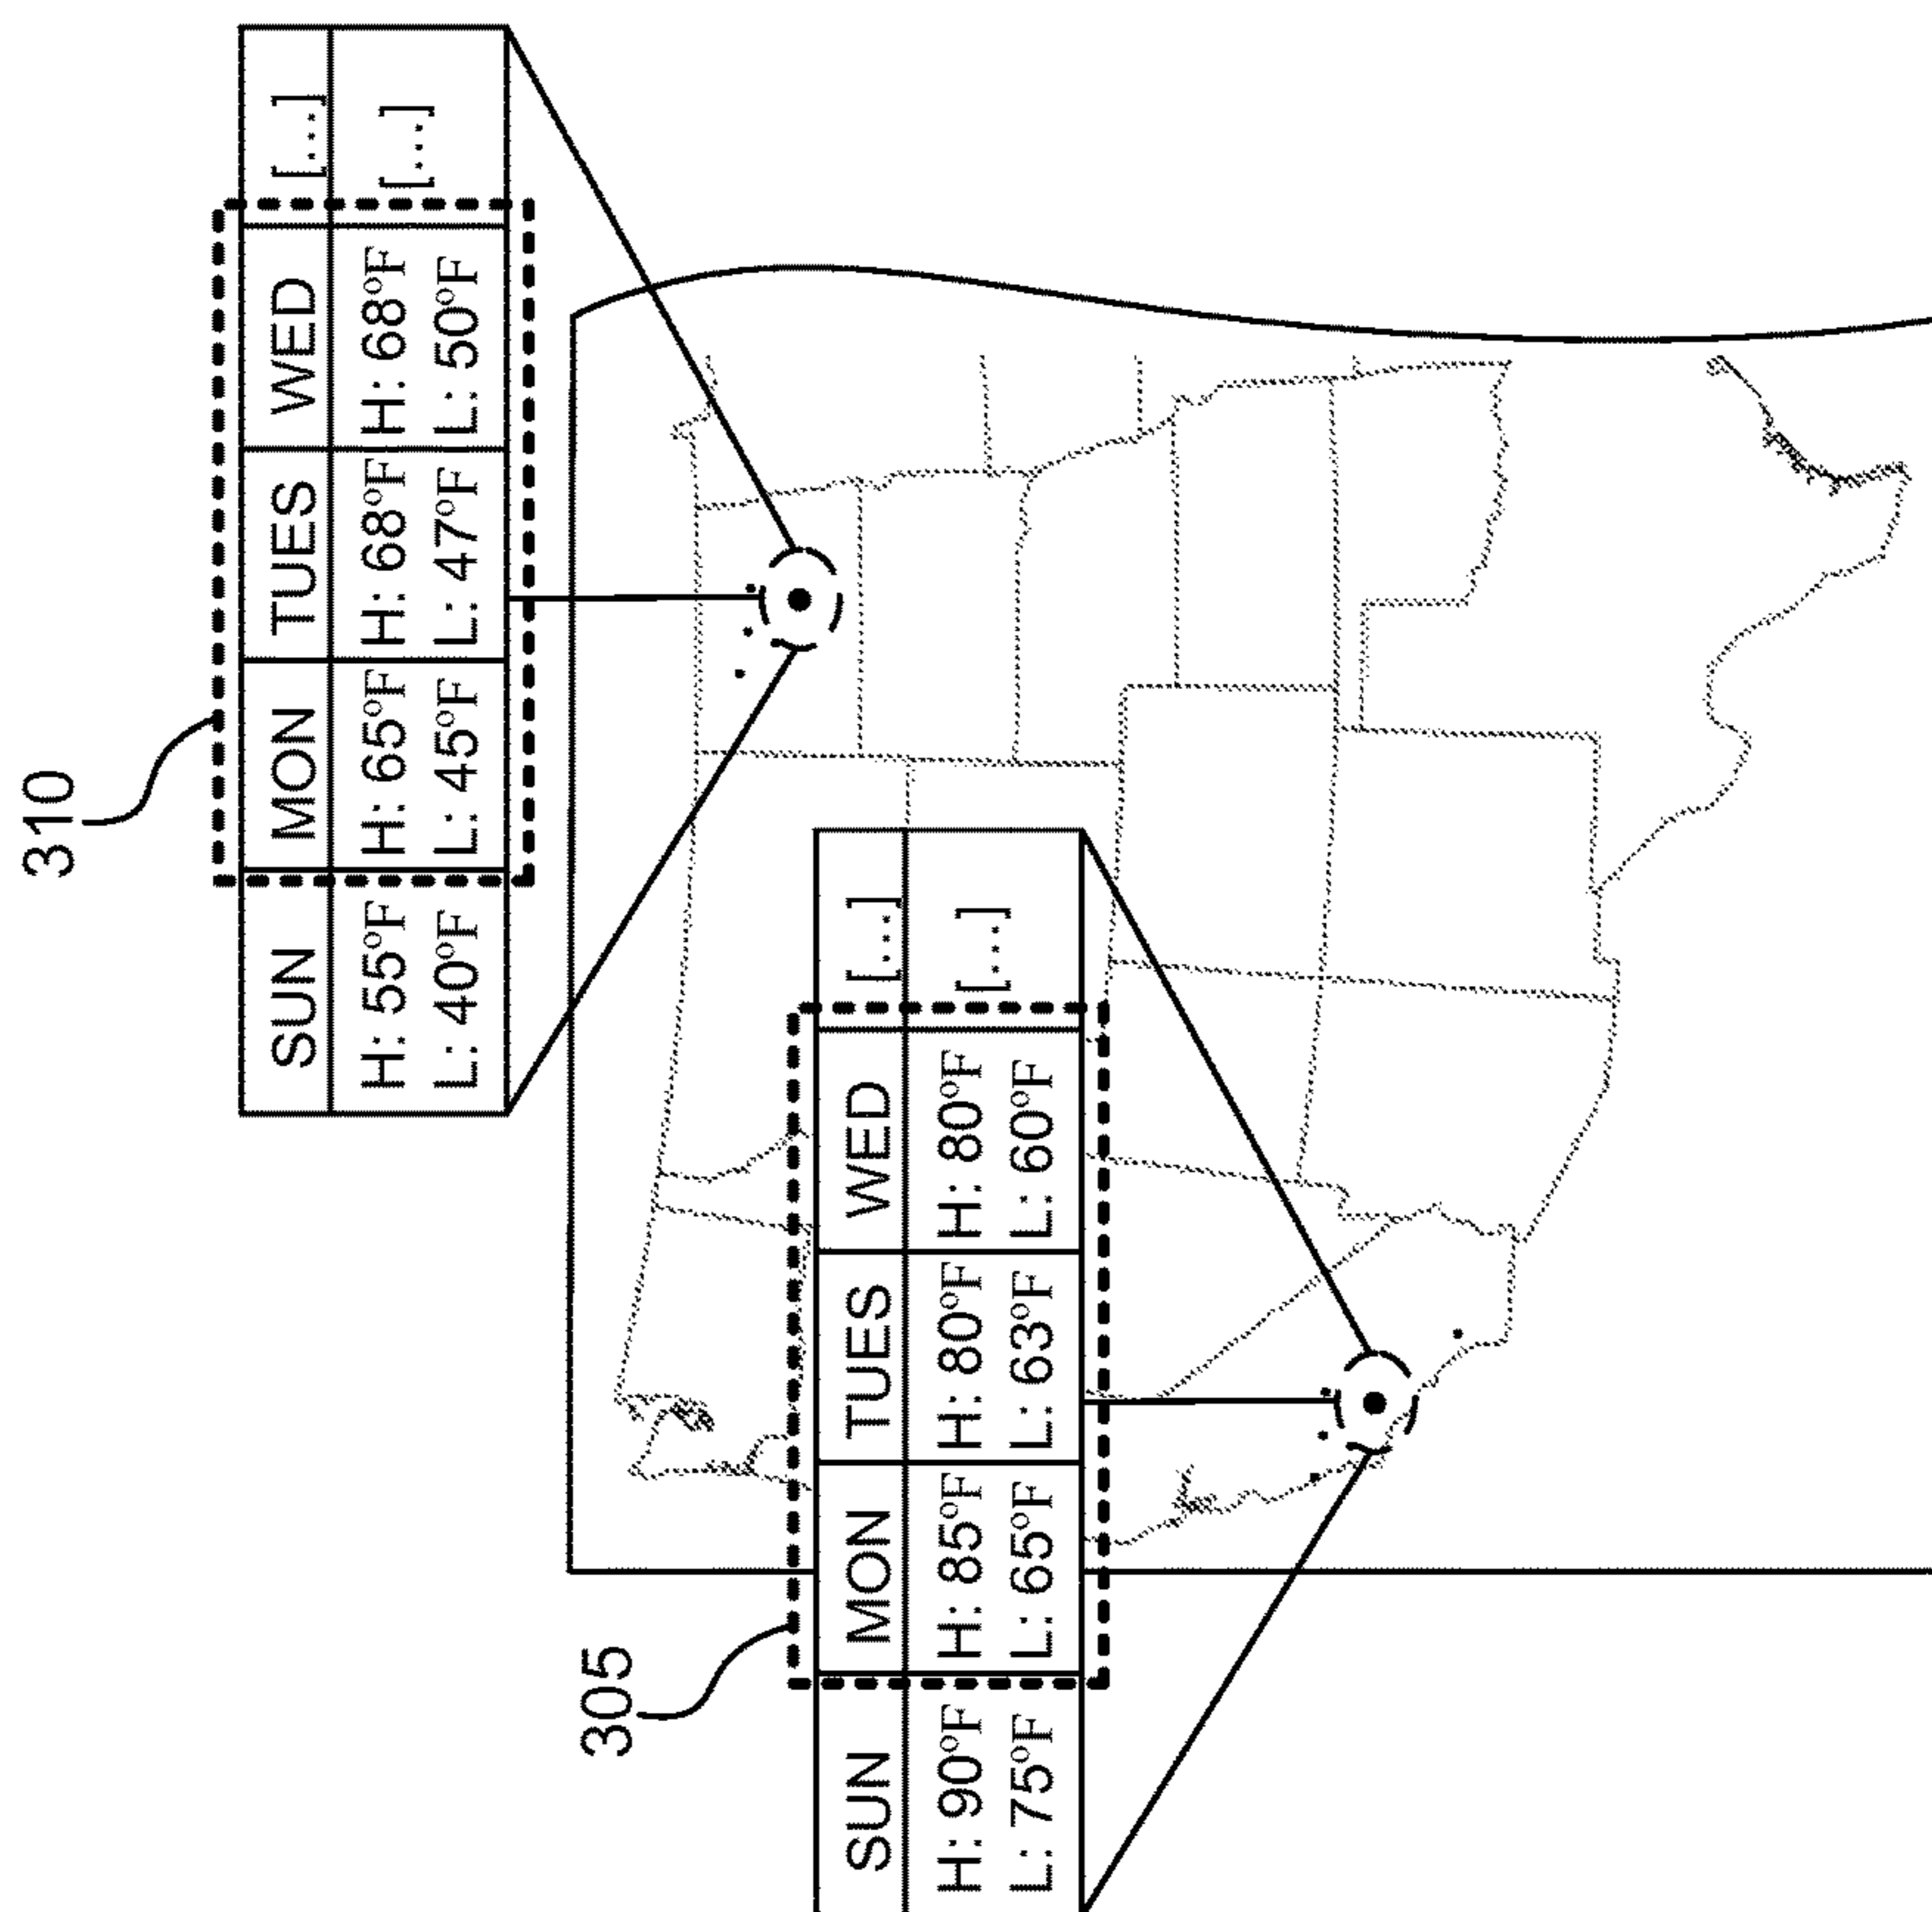 310
SUN MON TUES WED [...]
H: 55°F H: 65°F H: 68°F H: 68°F [...]
L: 40°F L: 45°F L: 47°F L: 50°F
305
SUN MON TUES WED [...]
H: 90°F H: 85°F H: 80°F H: 80°F [...]
L: 75°F L: 65°F L: 63°F L: 60°F